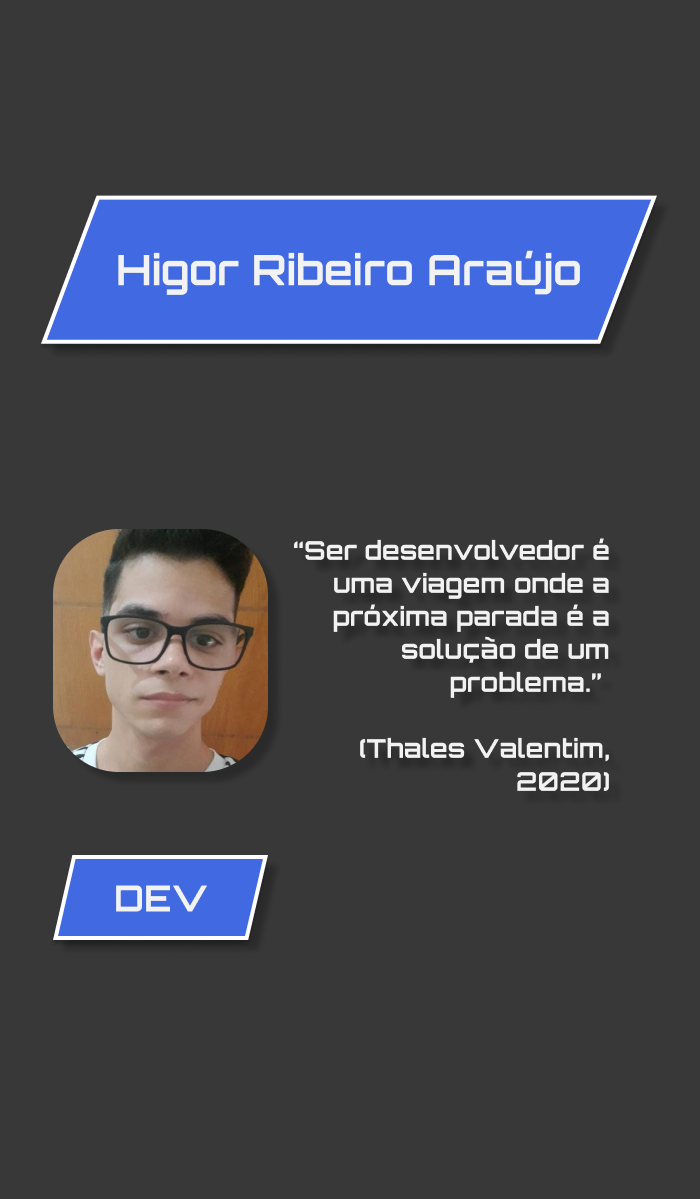 Higor Ribeiro Araújo
“Ser desenvolvedor é
uma viagem onde a
próxima parada é a
solução de um
problema.”
(Thales Valentim,
2020)
DEV